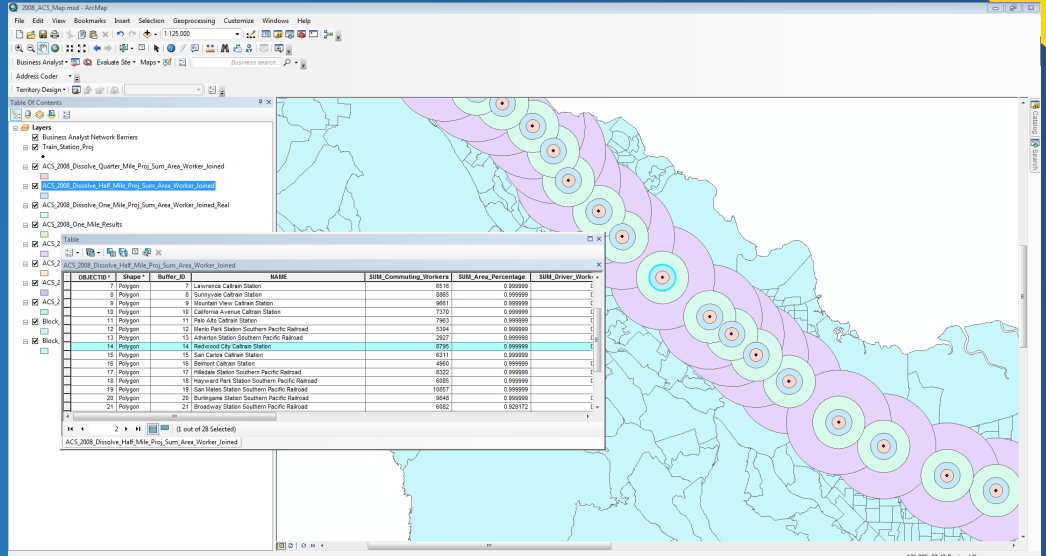 2008_ACS_Map.mxd - ArcMap
File Edit View Bookmarks Insert Selection Geoprocessing Customize Windows Help
1:125,000
Business Analyst Evaluate Site Maps Business search...
Address Coder
Territory Design
Table Of Contents
Layers
Business Analyst Network Barriers
Train_Station_Proj
ACS_2008_Dissolve_Quarter_Mile_Proj_Sum_Area_Worker_Joined
ACS_2008_Dissolve_Half_Mile_Proj_Sum_Area_Worker_Joined
ACS_2008_Dissolve_One_Mile_Proj_Sum_Area_Worker_Joined_Real
ACS_2008_One_Mile_Results
ACS_2
ACS_2
ACS_2
ACS_2
Block_
Block_
Catalog
Search
Table
ACS_2008_Dissolve_Half_Mile_Proj_Sum_Area_Worker_Joined
OBJECTID * Shape * Buffer_ID NAME SUM_Commuting_Workers SUM_Area_Percentage SUM_Driver_Worke
7 Polygon 7 Lawrence Caltrain Station 6516 0.999999
8 Polygon 8 Sunnyvale Caltrain Station 8865 0.999999
9 Polygon 9 Mountain View Caltrain Station 9661 0.999999
10 Polygon 10 California Avenue Caltrain Station 7370 0.999999
11 Polygon 11 Palo Alto Caltrain Station 7963 0.999999
12 Polygon 12 Menlo Park Station Southern Pacific Railroad 5304 0.999999
13 Polygon 13 Atherton Station Southern Pacific Railroad 2927 0.999998
14 Polygon 14 Redwood City Caltrain Station 8795 0.999999
15 Polygon 15 San Carlos Caltrain Station 8311 0.999999
16 Polygon 16 Belmont Caltrain Station 4960 0.999999
17 Polygon 17 Hillsdale Station Southern Pacific Railroad 8322 0.999999
18 Polygon 18 Hayward Park Station Southern Pacific Railroad 6085 0.999999
19 Polygon 19 San Mateo Station Southern Pacific Railroad 10857 0.999999
20 Polygon 20 Burlingame Station Southern Pacific Railroad 9848 0.999999
21 Polygon 21 Broadway Station Southern Pacific Railroad 6082 0.928172
2 (1 out of 28 Selected)
ACS_2008_Dissolve_Half_Mile_Proj_Sum_Area_Worker_Joined